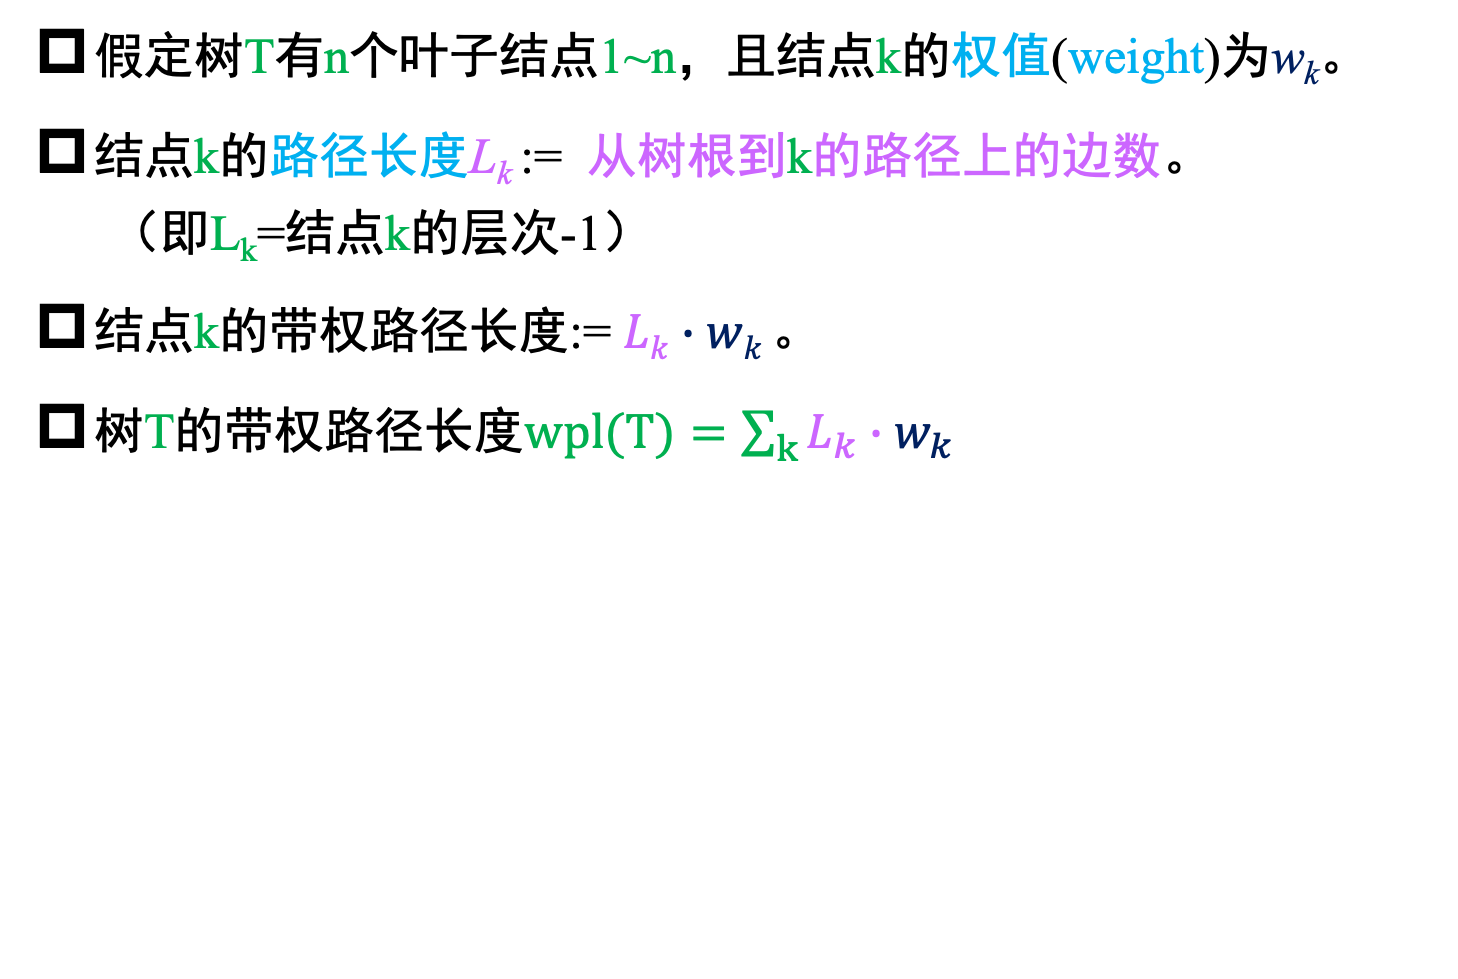 假定树T有n个叶子结点1~n，且结点k的权值(weight)为wₖ。
结点k的路径长度Lₖ:= 从树根到k的路径上的边数。
（即Lₖ=结点k的层次-1）
结点k的带权路径长度:= Lₖ · wₖ 。
树T的带权路径长度wpl(T) = ∑ₖ Lₖ · wₖ